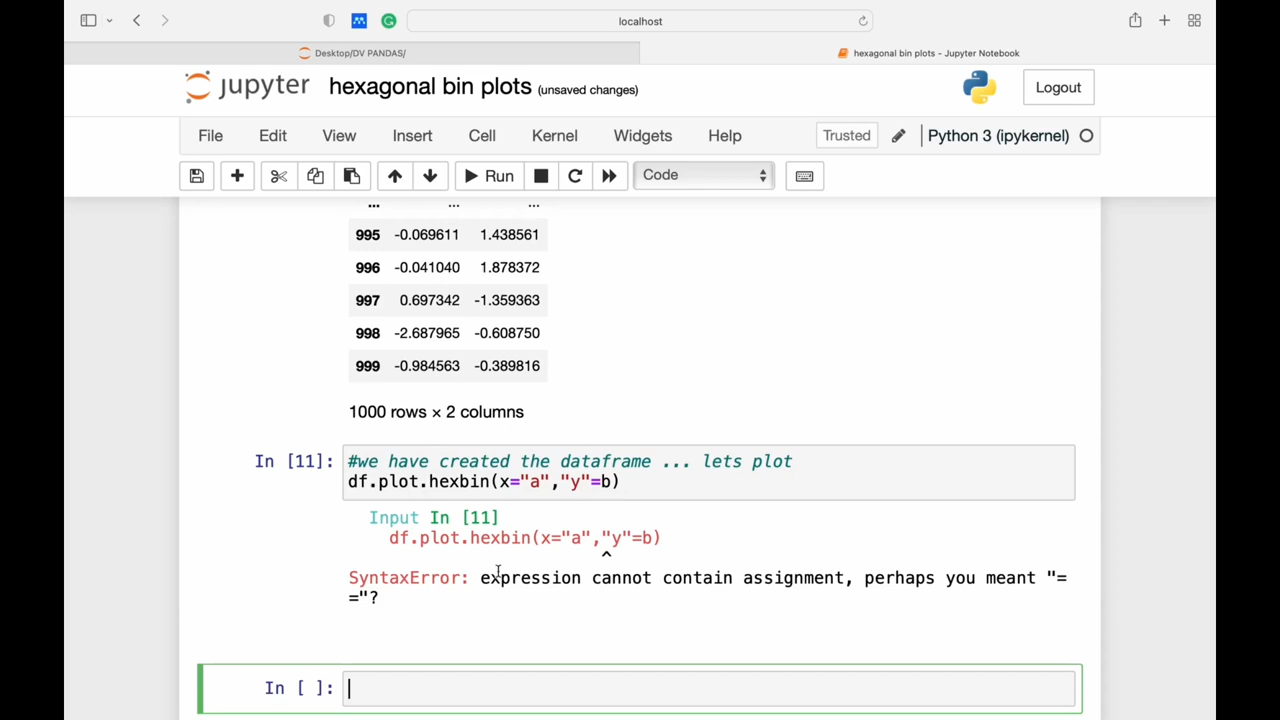 localhost
Desktop/DV PANDAS/
hexagonal bin plots - Jupyter Notebook
jupyter hexagonal bin plots (unsaved changes)
Logout
File Edit View Insert Cell Kernel Widgets Help Trusted Python 3 (ipykernel)
Run Code
... ... ...
995 -0.069611 1.438561
996 -0.041040 1.878372
997 0.697342 -1.359363
998 -2.687965 -0.608750
999 -0.984563 -0.389816
1000 rows × 2 columns
In [11]: #we have created the dataframe ... lets plot
df.plot.hexbin(x="a","y"=b)
Input In [11]
df.plot.hexbin(x="a","y"=b)
^
SyntaxError: expression cannot contain assignment, perhaps you meant "=
="?
In [ ]: